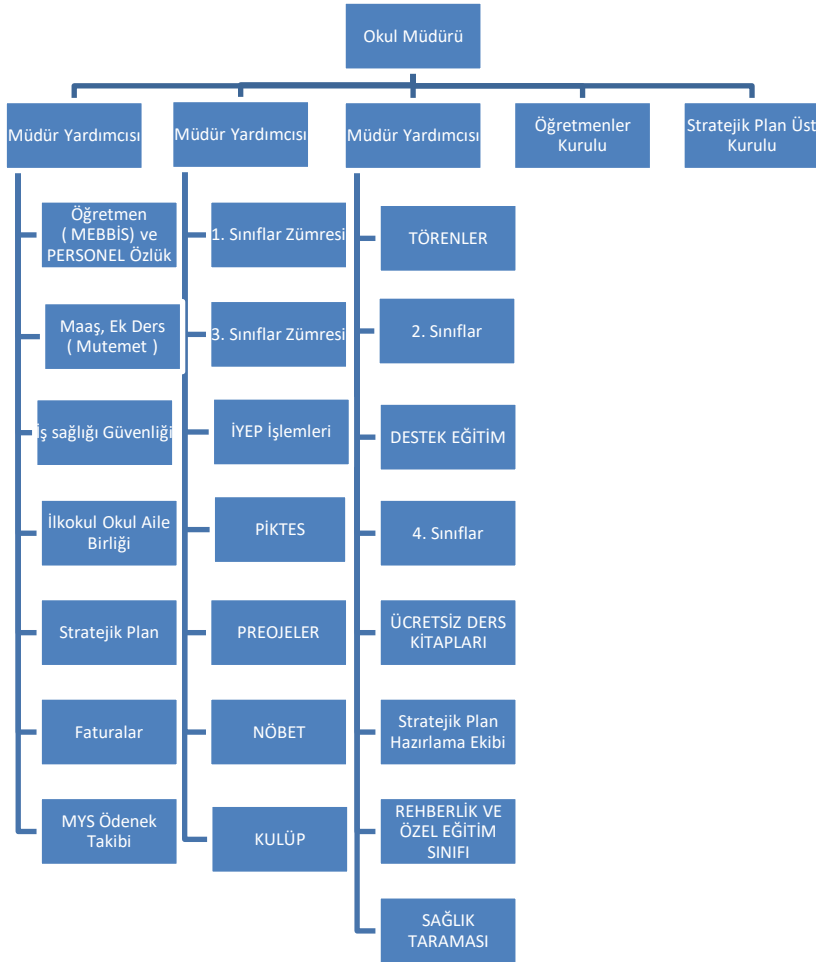 Okul Müdürü
Müdür Yardımcısı
Öğretmen
( MEBBİS) ve
PERSONEL Özlük
Maaş, Ek Ders
( Mutemet )
İş sağlığı Güvenliği
İlkokul Okul Aile
Birliği
Stratejik Plan
Faturalar
MYS Ödenek
Takibi
Müdür Yardımcısı
1. Sınıflar Zümresi
3. Sınıflar Zümresi
İYEP İşlemleri
PİKTES
PREOJELER
NÖBET
KULÜP
Müdür Yardımcısı
TÖRENLER
2. Sınıflar
DESTEK EĞİTİM
4. Sınıflar
ÜCRETSİZ DERS
KİTAPLARI
Stratejik Plan
Hazırlama Ekibi
REHBERLİK VE
ÖZEL EĞİTİM
SINIFI
SAĞLIK
TARAMASI
Öğretmenler
Kurulu
Stratejik Plan Üst
Kurulu